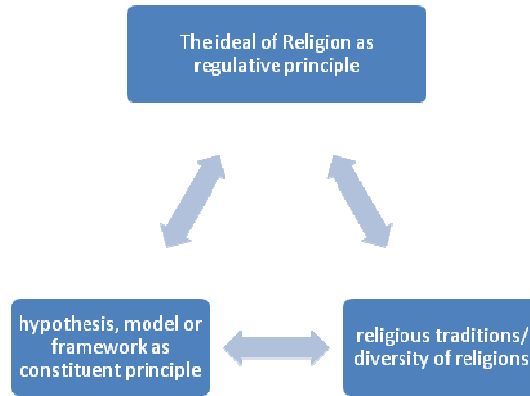 The ideal of Religion as
regulative principle
hypothesis, model or
framework as
constituent principle
religious traditions/
diversity of religions